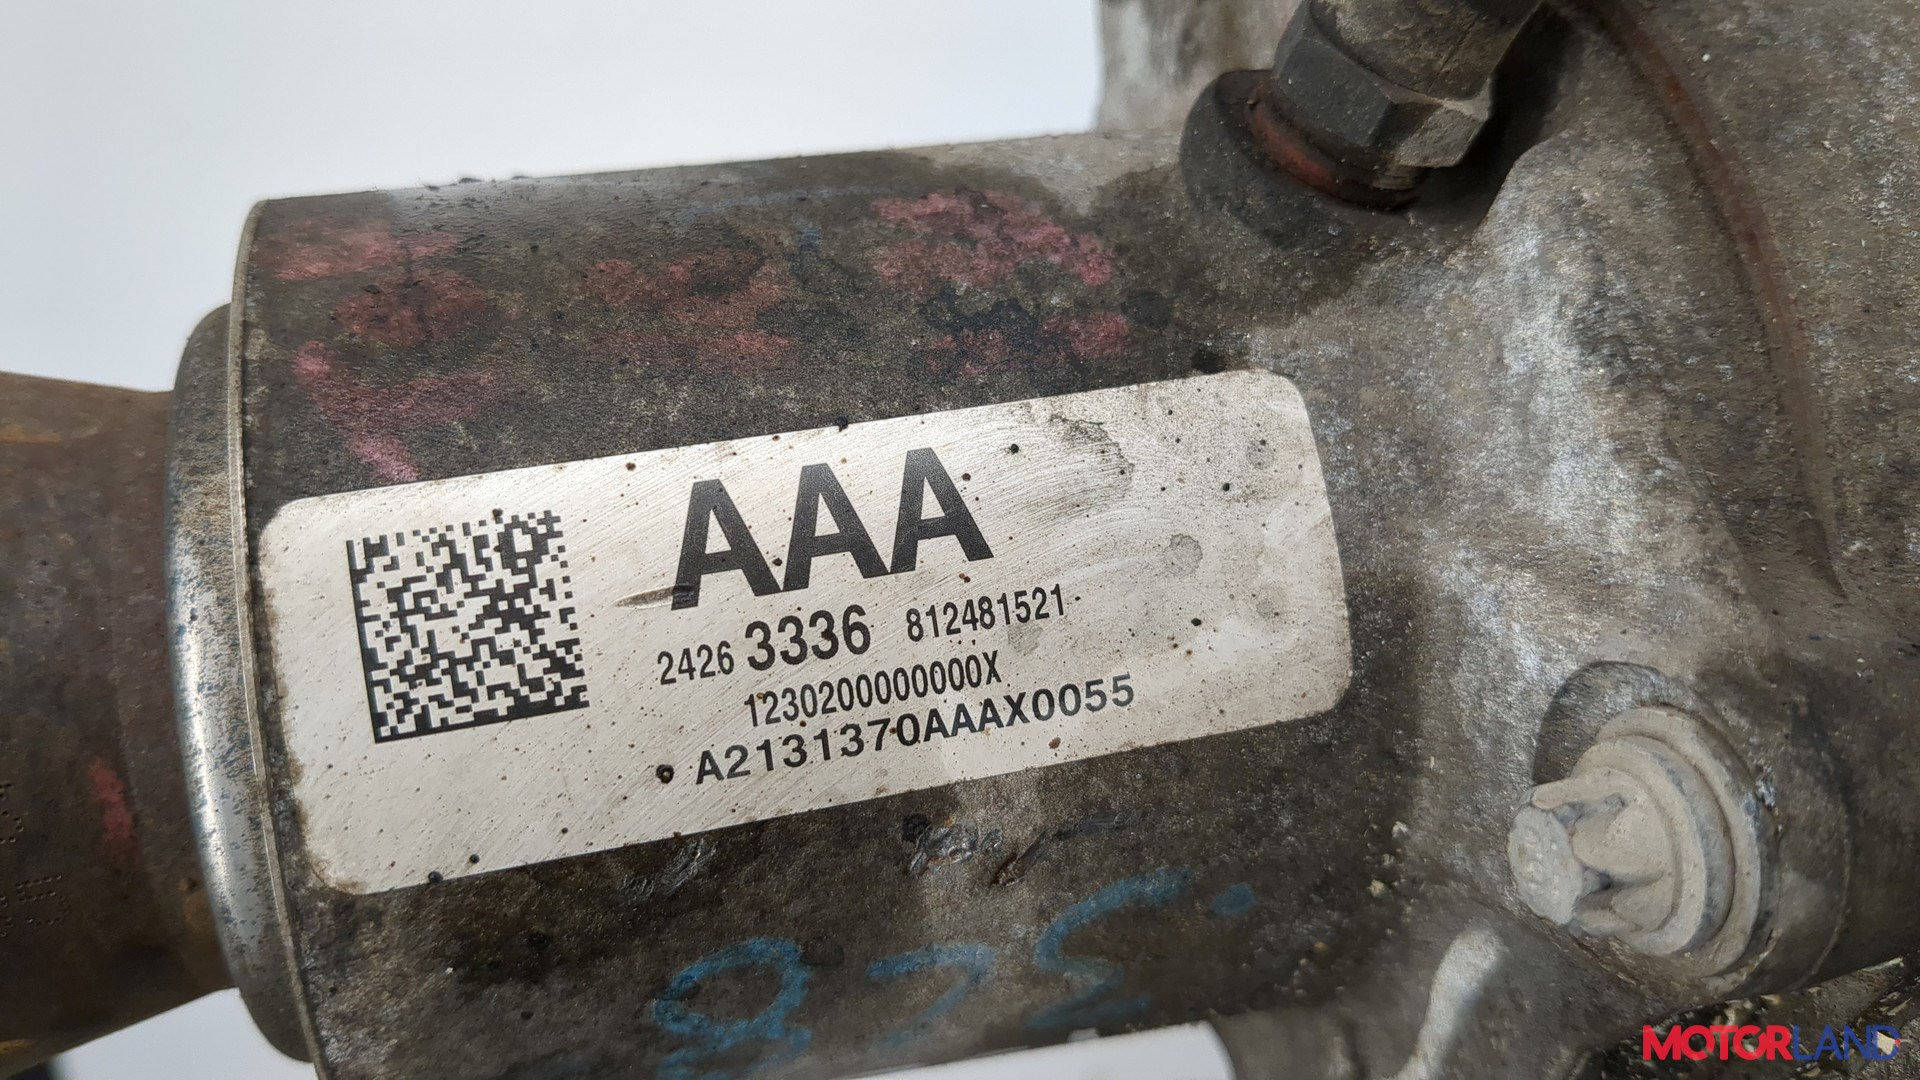 AAA
2426 3336 812481521
1230200000000X
A2131370AAAX0055
MOTORLAND